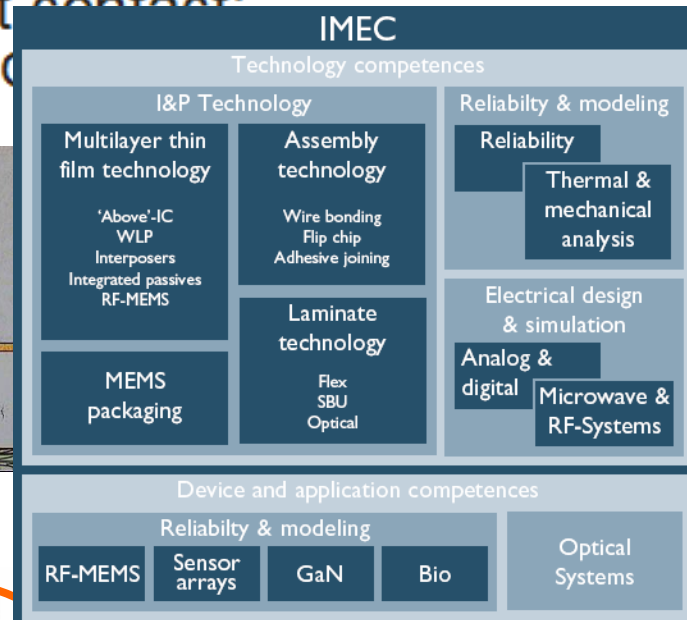 IMEC
Technology competences
I&P Technology
Multilayer thin
film technology
'Above'-IC
WLP
Interposers
Integrated passives
RF-MEMS
MEMS
packaging
Assembly
technology
Wire bonding
Flip chip
Adhesive joining
Laminate
technology
Flex
SBU
Optical
Reliabilty & modeling
Reliability
Thermal &
mechanical
analysis
Electrical design
& simulation
Analog &
digital
Microwave &
RF-Systems
Device and application competences
Reliabilty & modeling
RF-MEMS
Sensor
arrays
GaN
Bio
Optical
Systems